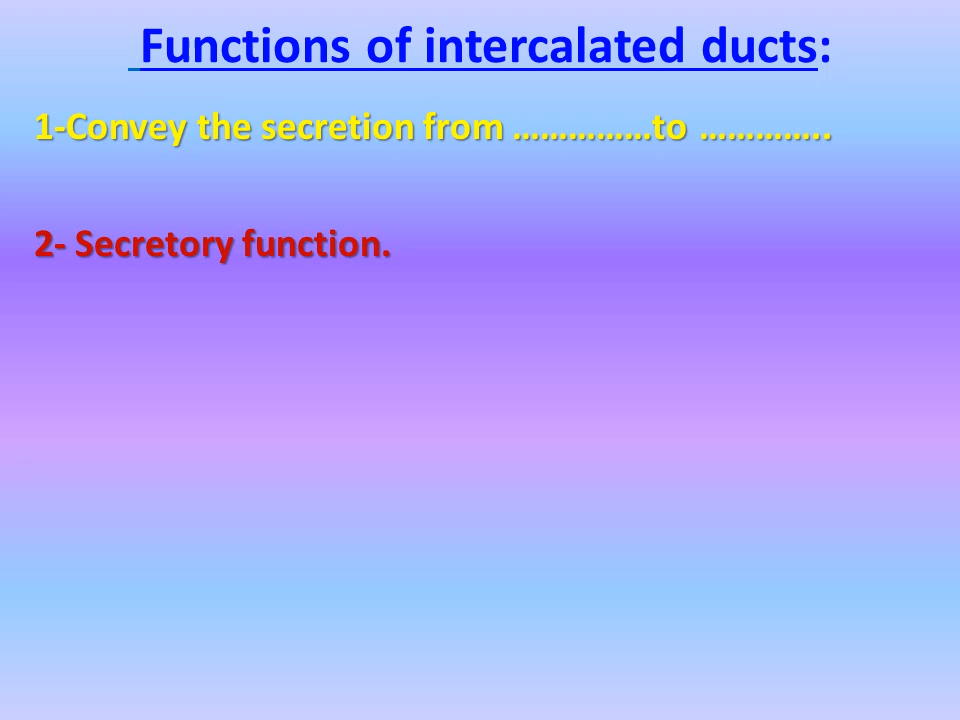 Functions of intercalated ducts:
1-Convey the secretion from ……………to …………..
2- Secretory function.